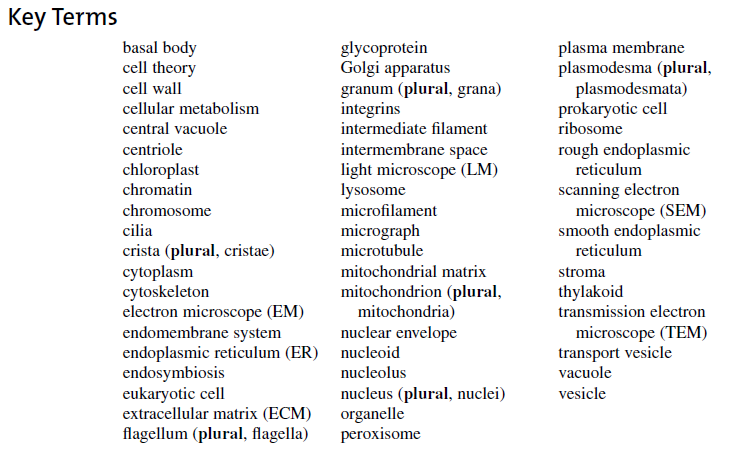 Key Terms
basal body
cell theory
cell wall
cellular metabolism
central vacuole
centriole
chloroplast
chromatin
chromosome
cilia
crista (plural, cristae)
cytoplasm
cytoskeleton
electron microscope (EM)
endomembrane system
endoplasmic reticulum (ER)
endosymbiosis
eukaryotic cell
extracellular matrix (ECM)
flagellum (plural, flagella)
glycoprotein
Golgi apparatus
granum (plural, grana)
integrins
intermediate filament
intermembrane space
light microscope (LM)
lysosome
microfilament
micrograph
microtubule
mitochondrial matrix
mitochondrion (plural,
mitochondria)
nuclear envelope
nucleoid
nucleolus
nucleus (plural, nuclei)
organelle
peroxisome
plasma membrane
plasmodesma (plural,
plasmodesmata)
prokaryotic cell
ribosome
rough endoplasmic
reticulum
scanning electron
microscope (SEM)
smooth endoplasmic
reticulum
stroma
thylakoid
transmission electron
microscope (TEM)
transport vesicle
vacuole
vesicle